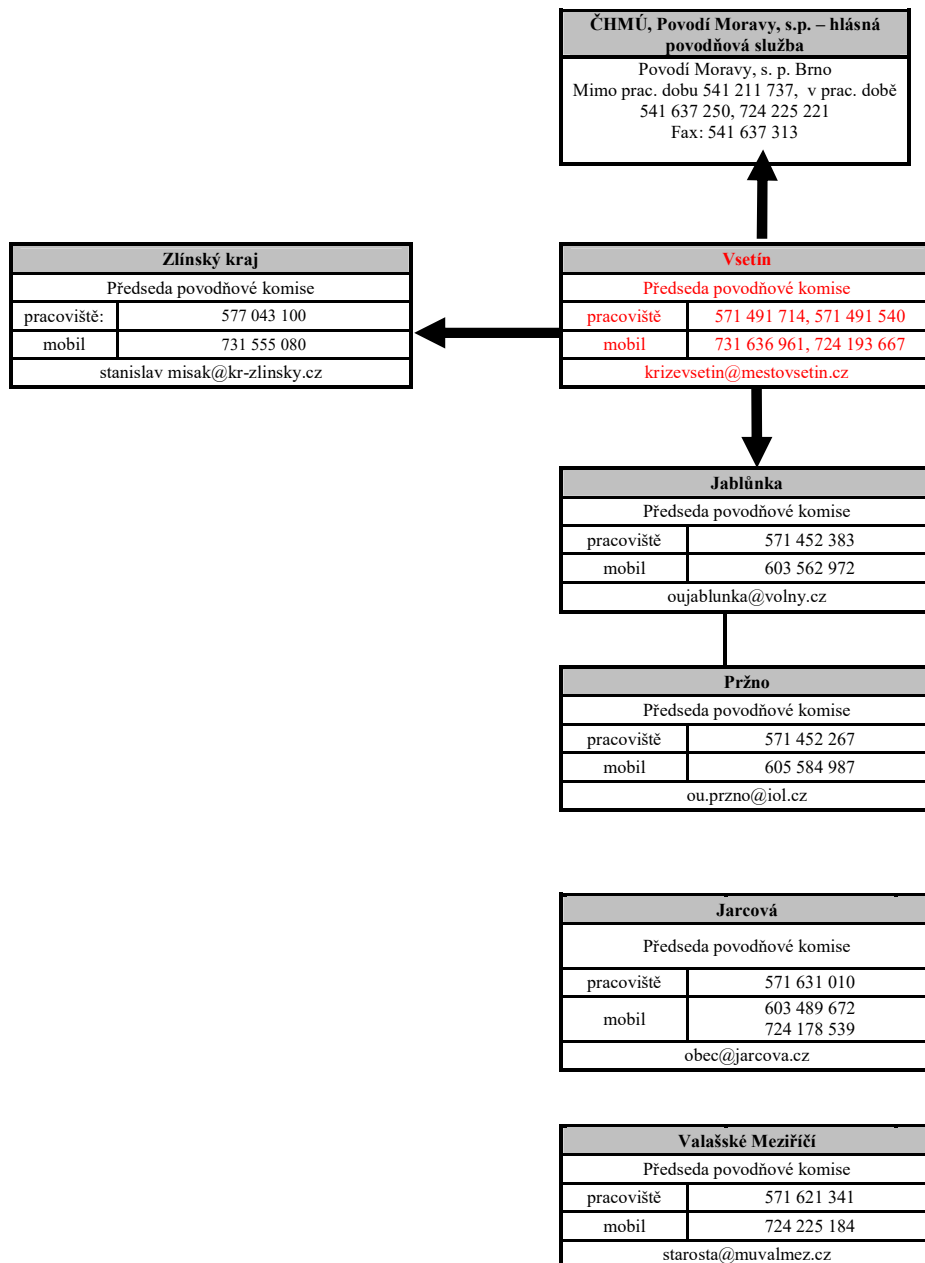 ČHMÚ, Povodí Moravy, s.p. – hlásná
povodňová služba
Povodí Moravy, s. p. Brno
Mimo prac. dobu 541 211 737, v prac. době
541 637 250, 724 225 221
Fax: 541 637 313
Zlínský kraj
Předseda povodňové komise
pracoviště: 577 043 100
mobil 731 555 080
stanislav misak@kr-zlinsky.cz
Vsetín
Předseda povodňové komise
pracoviště 571 491 714, 571 491 540
mobil 731 636 961, 724 193 667
krizevsetin@mestovsetin.cz
Jablůnka
Předseda povodňové komise
pracoviště 571 452 383
mobil 603 562 972
oujablunka@volny.cz
Pržno
Předseda povodňové komise
pracoviště 571 452 267
mobil 605 584 987
ou.przno@iol.cz
Jarcová
Předseda povodňové komise
pracoviště 571 631 010
mobil 603 489 672
724 178 539
obec@jarcova.cz
Valašské Meziříčí
Předseda povodňové komise
pracoviště 571 621 341
mobil 724 225 184
starosta@muvalmez.cz